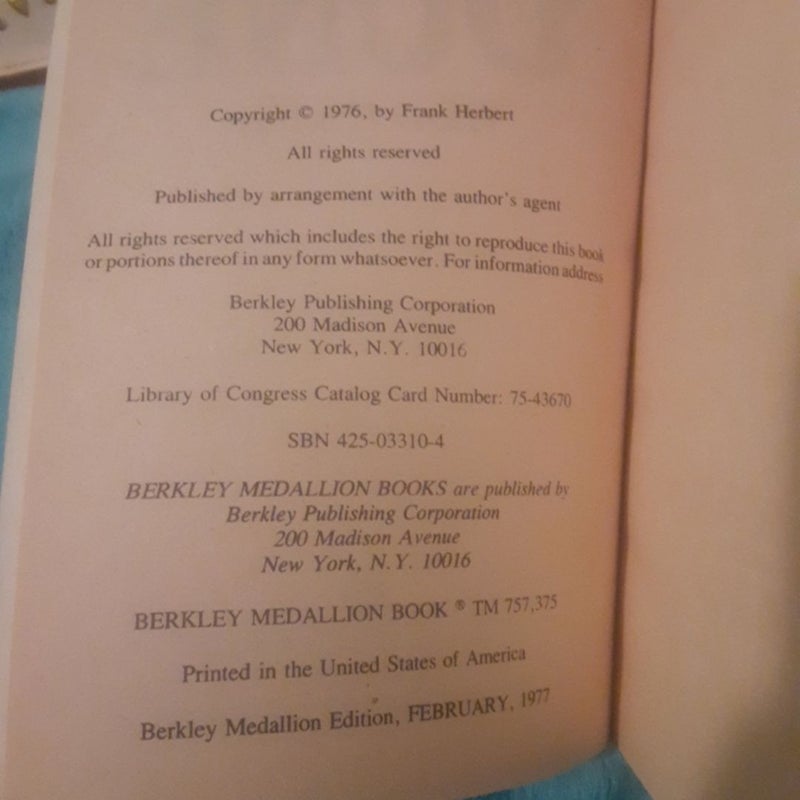 Copyright © 1976, by Frank Herbert
All rights reserved
Published by arrangement with the author's agent
All rights reserved which includes the right to reproduce this book
or portions thereof in any form whatsoever. For information address
Berkley Publishing Corporation
200 Madison Avenue
New York, N.Y. 10016
Library of Congress Catalog Card Number: 75-43670
SBN 425-03310-4
BERKLEY MEDALLION BOOKS are published by
Berkley Publishing Corporation
200 Madison Avenue
New York, N.Y. 10016
BERKLEY MEDALLION BOOK ® TM 757,375
Printed in the United States of America
Berkley Medallion Edition, FEBRUARY, 1977